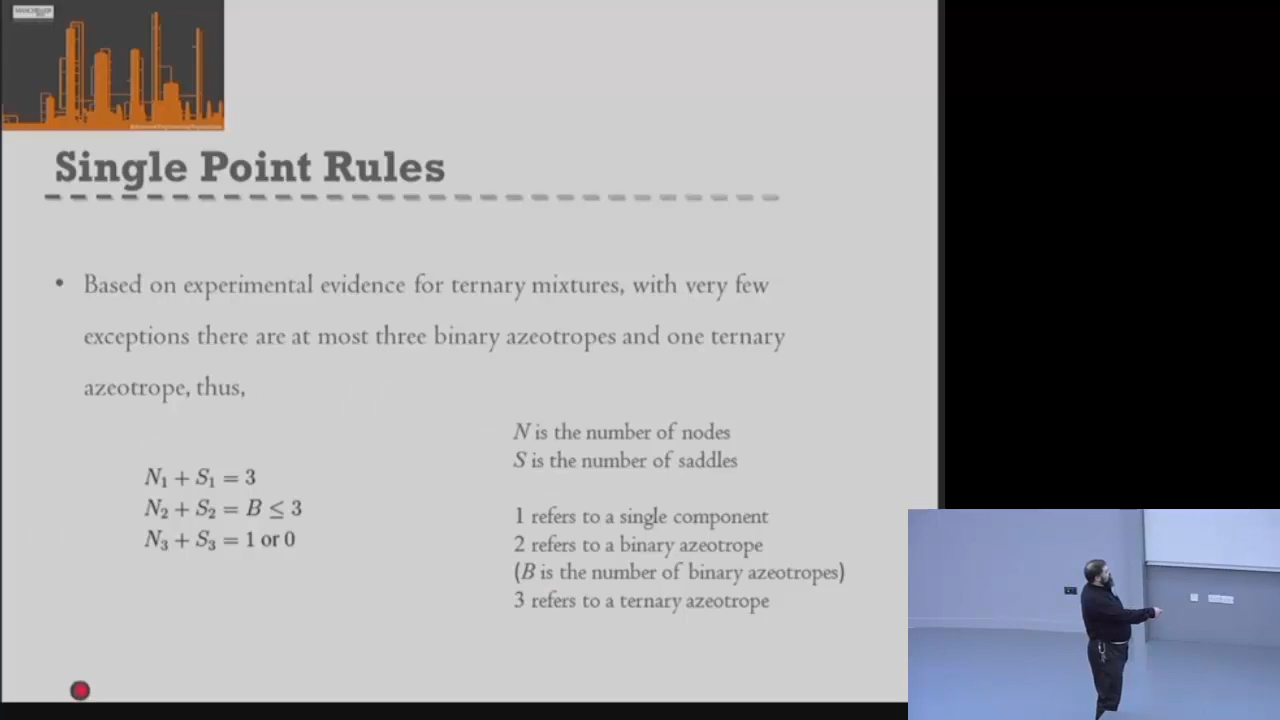 MANCHESTER
Single Point Rules
• Based on experimental evidence for ternary mixtures, with very few
exceptions there are at most three binary azeotropes and one ternary
azeotrope, thus,
N₁ + S₁ = 3
N₂ + S₂ = B ≤ 3
N₃ + S₃ = 1 or 0
N is the number of nodes
S is the number of saddles
1 refers to a single component
2 refers to a binary azeotrope
(B is the number of binary azeotropes)
3 refers to a ternary azeotrope